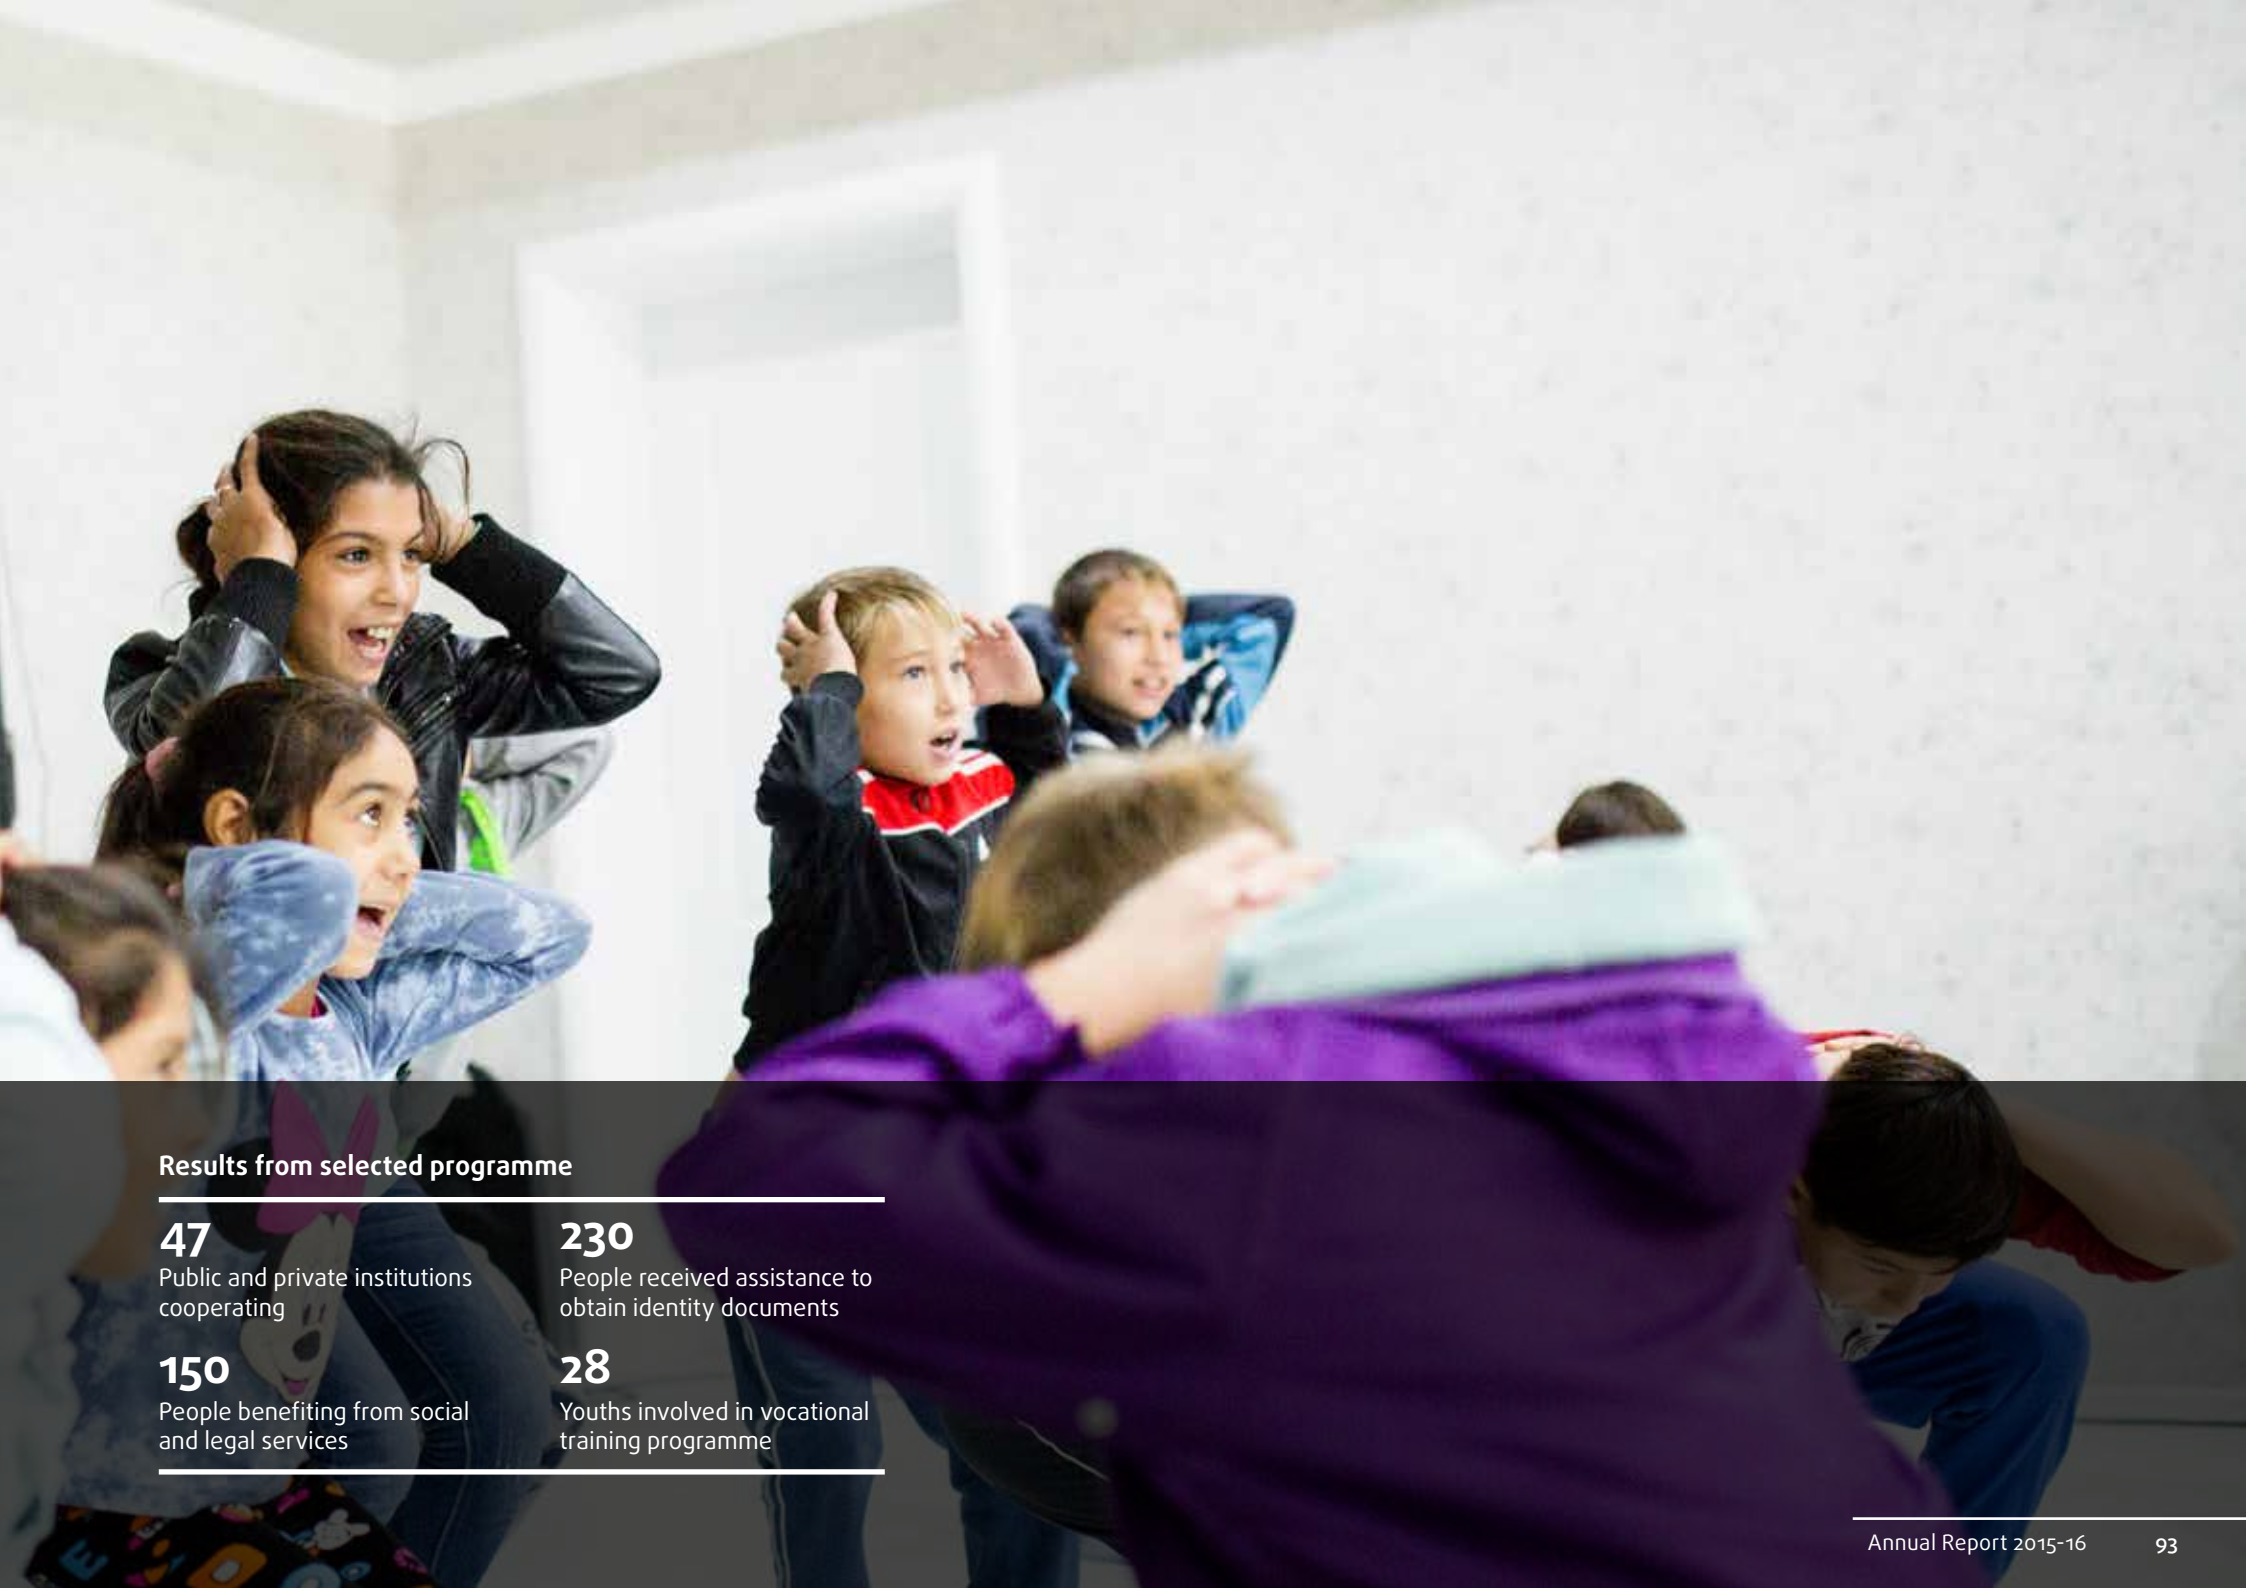 Results from selected programme
47
Public and private institutions
cooperating
230
People received assistance to
obtain identity documents
150
People benefiting from social
and legal services
28
Youths involved in vocational
training programme
Annual Report 2015-16 93